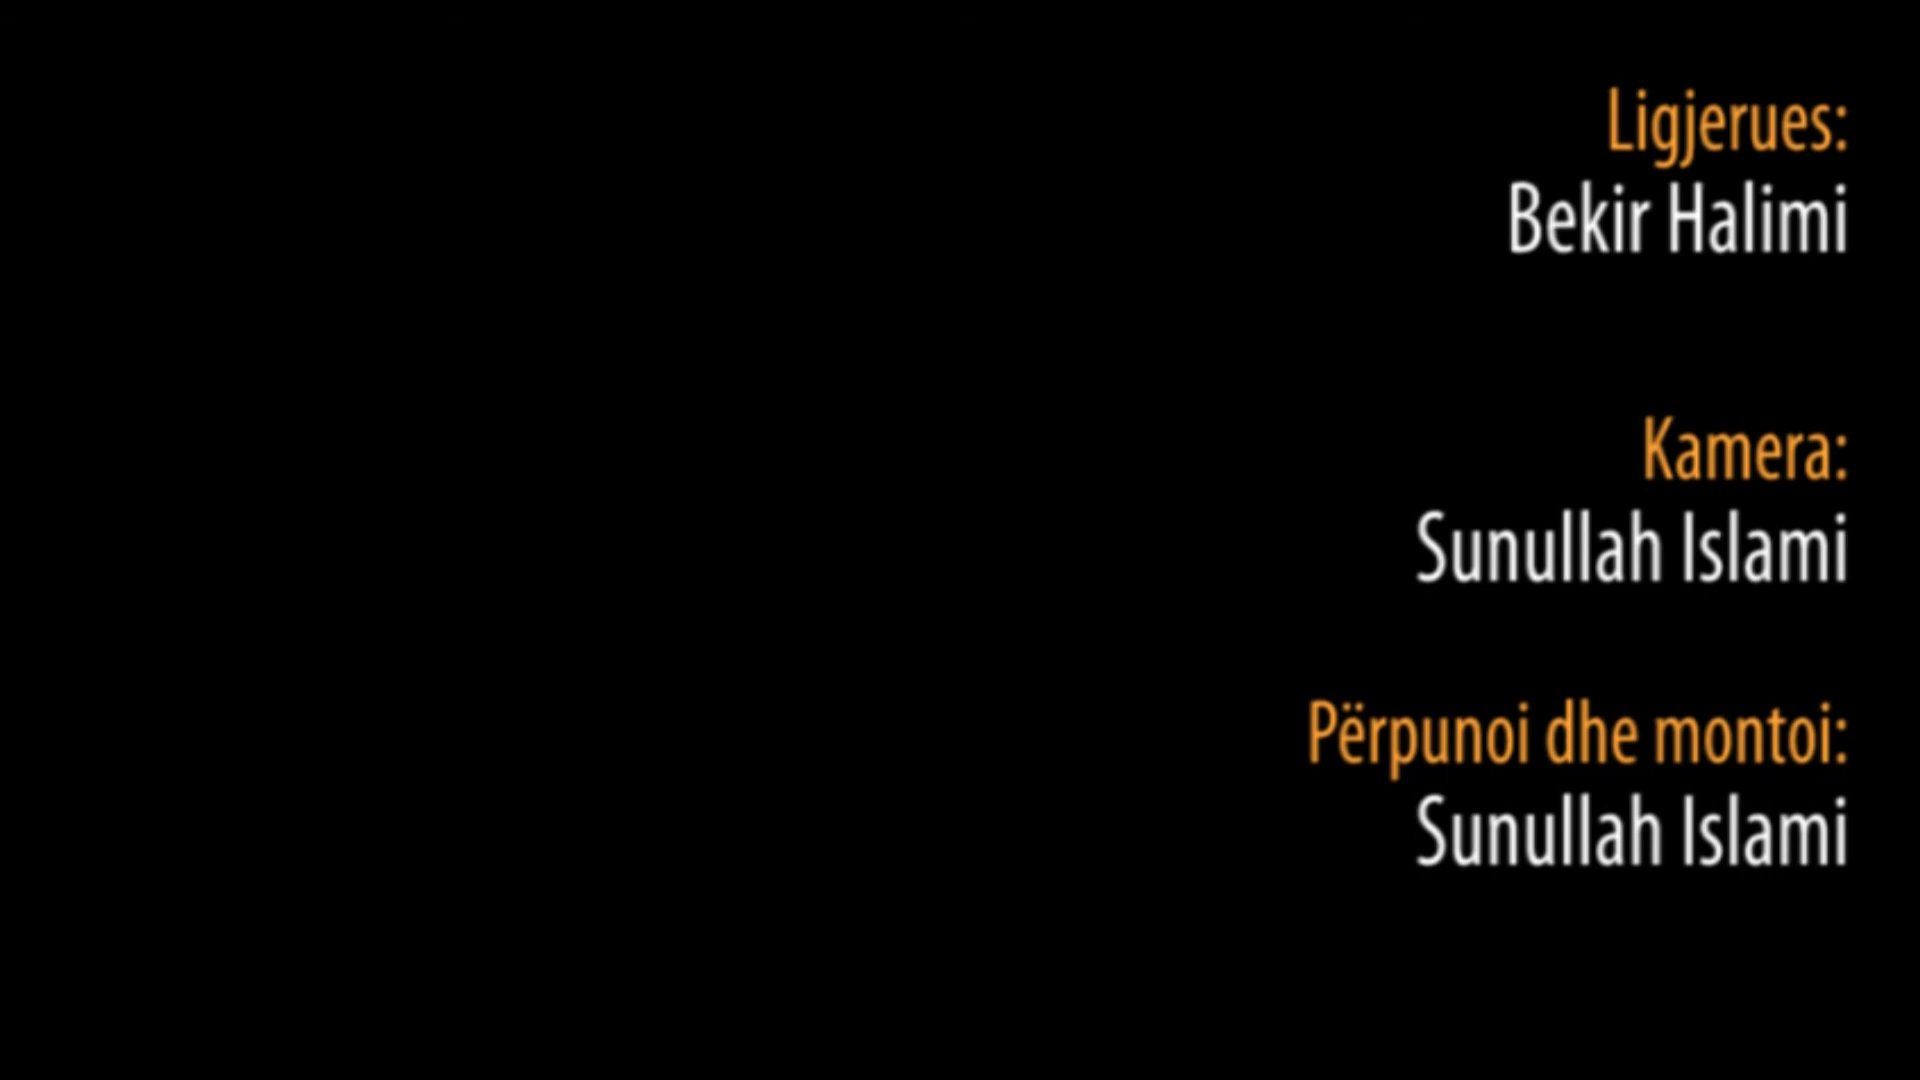 Ligjerues:
Bekir Halimi
Kamera:
Sunullah Islami
Përpunoi dhe montoi:
Sunullah Islami